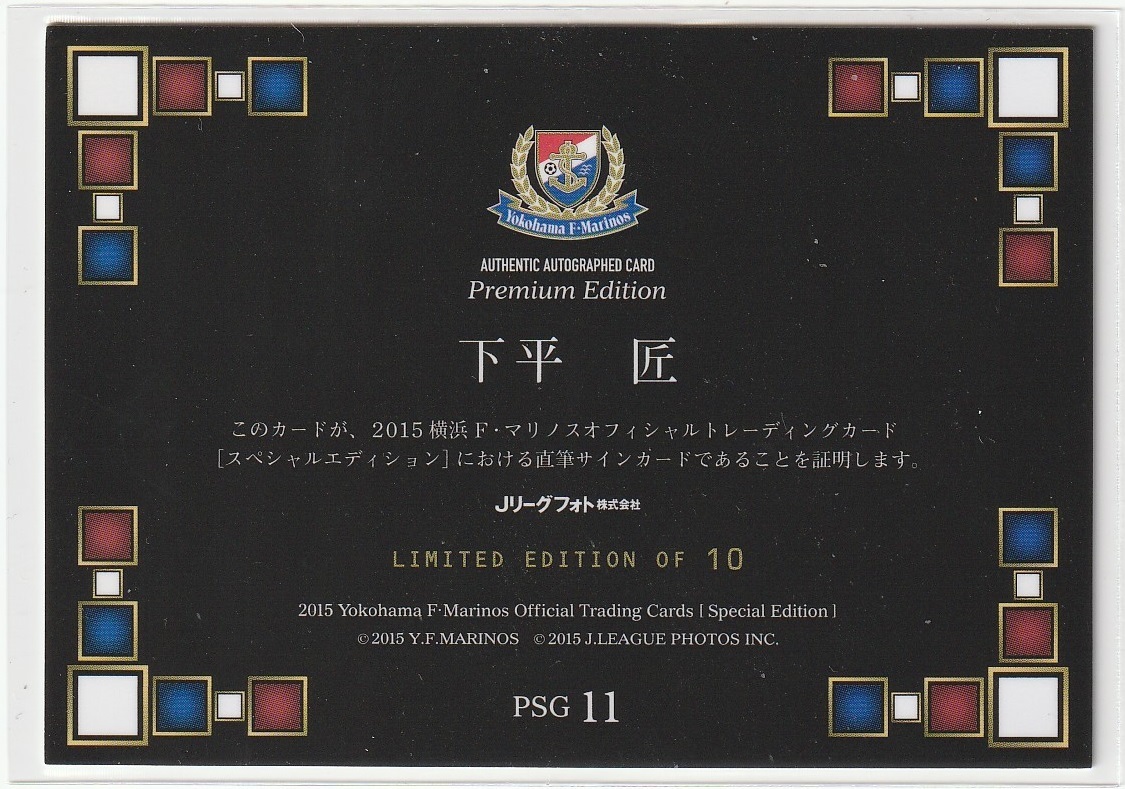 Yokohama F·Marinos
AUTHENTIC AUTOGRAPHED CARD
Premium Edition
下平　匠
このカードが、2015 横浜 F・マリノスオフィシャルトレーディングカード
[スペシャルエディション] における直筆サインカードであることを証明します。
Jリーグフォト株式会社
LIMITED EDITION OF 10
2015 Yokohama F·Marinos Official Trading Cards [ Special Edition ]
©2015 Y.F.MARINOS ©2015 J.LEAGUE PHOTOS INC.
PSG 11